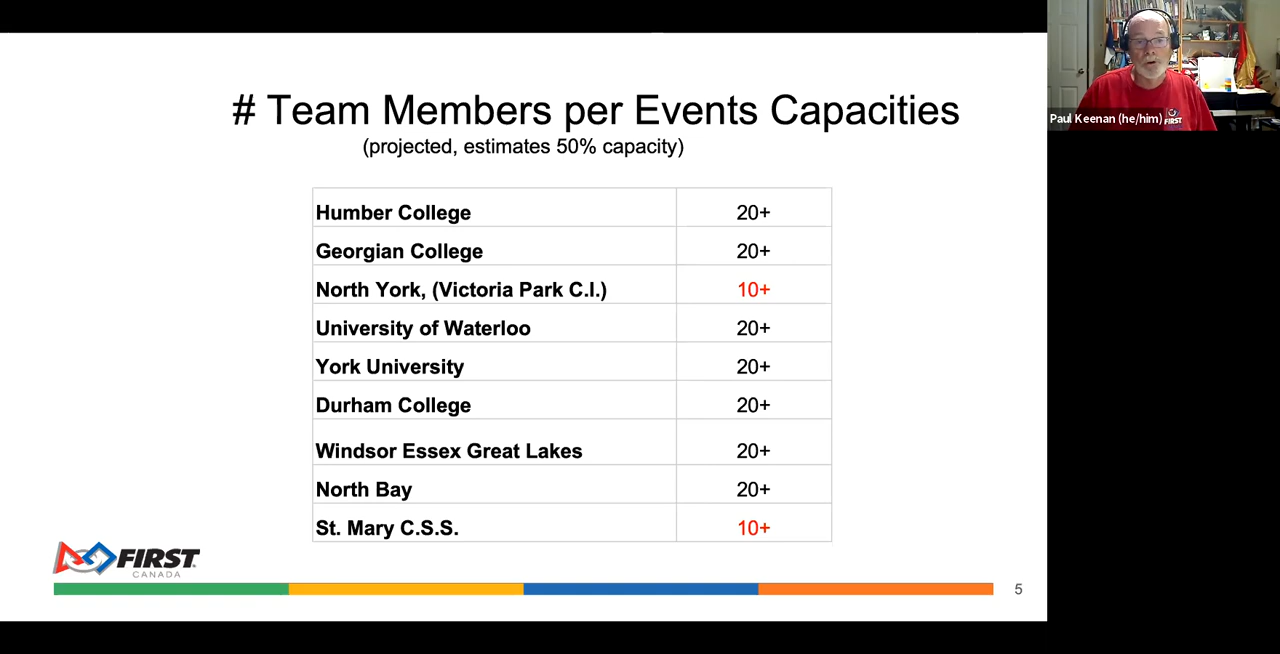 # Team Members per Events Capacities
(projected, estimates 50% capacity)
Humber College 20+
Georgian College 20+
North York, (Victoria Park C.I.) 10+
University of Waterloo 20+
York University 20+
Durham College 20+
Windsor Essex Great Lakes 20+
North Bay 20+
St. Mary C.S.S. 10+
FIRST
CANADA
5
Paul Keenan (he/him)
FIRST